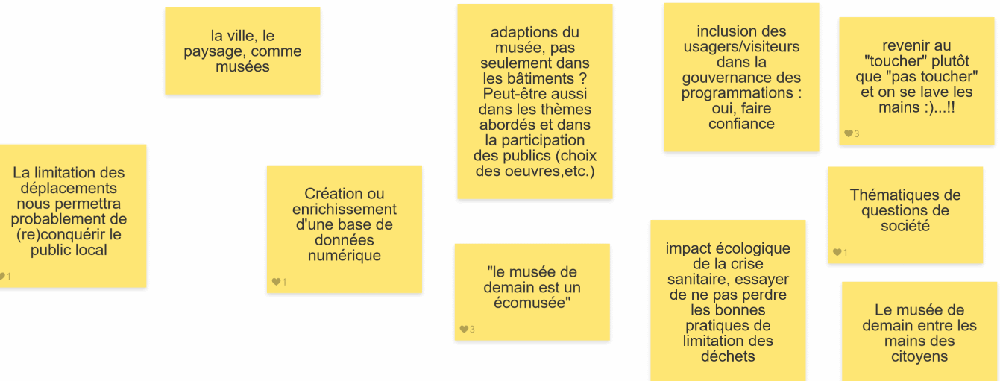 la ville, le
paysage, comme
musées
adaptions du
musée, pas
seulement dans
les bâtiments ?
Peut-être aussi
dans les thèmes
abordés et dans
la participation
des publics (choix
des oeuvres,etc.)
inclusion des
usagers/visiteurs
dans la
gouvernance des
programmations :
oui, faire
confiance
revenir au
"toucher" plutôt
que "pas toucher"
et on se lave les
mains :)...!!
3
La limitation des
déplacements
nous permettra
probablement de
(re)conquérir le
public local
1
Création ou
enrichissement
d'une base de
données
numérique
1
"le musée de
demain est un
écomusée"
3
impact écologique
de la crise
sanitaire, essayer
de ne pas perdre
les bonnes
pratiques de
limitation des
déchets
Thématiques de
questions de
société
1
Le musée de
demain entre les
mains des
citoyens